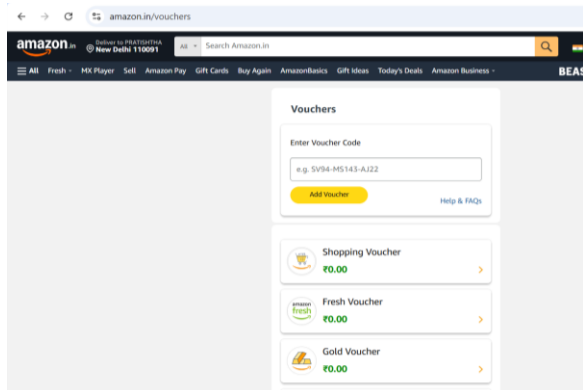 amazon.in/vouchers
amazon.in
Deliver to PRATISHTHA
New Delhi 110091
All
Search Amazon.in
All Fresh MX Player Sell Amazon Pay Gift Cards Buy Again AmazonBasics Gift Ideas Today's Deals Amazon Business
BEAS
Vouchers
Enter Voucher Code
e.g. SV94-MS143-AJ22
Add Voucher
Help & FAQs
Shopping Voucher
₹0.00
amazon
fresh
Fresh Voucher
₹0.00
Gold Voucher
₹0.00